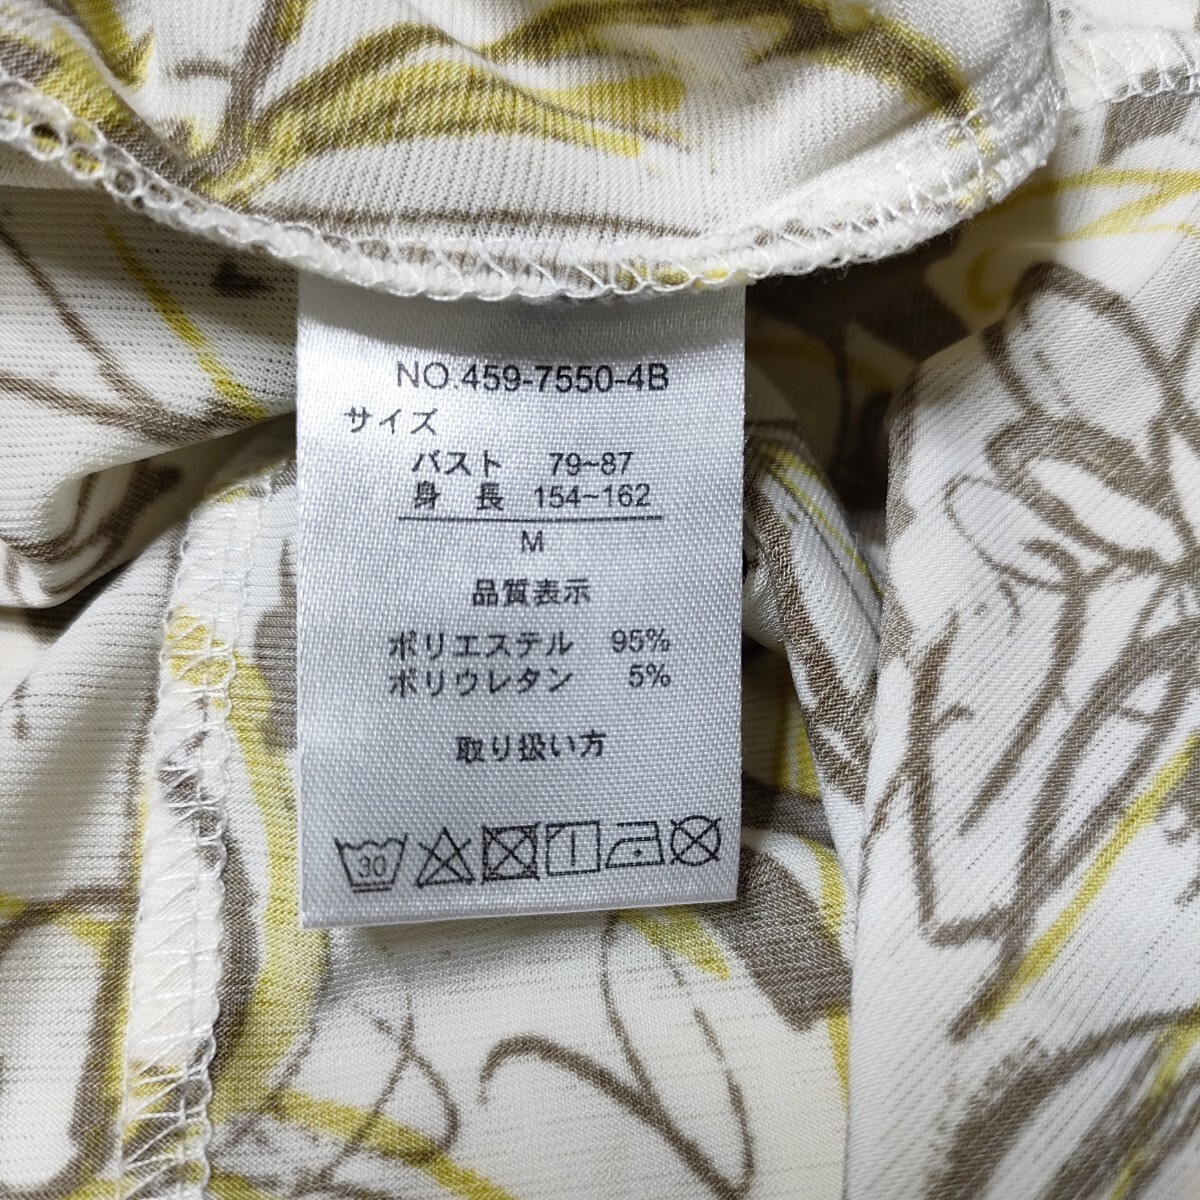 NO.459-7550-4B
サイズ
バスト 79~87
身 長 154~162
M
品質表示
ポリエステル 95%
ポリウレタン 5%
取り扱い方
30